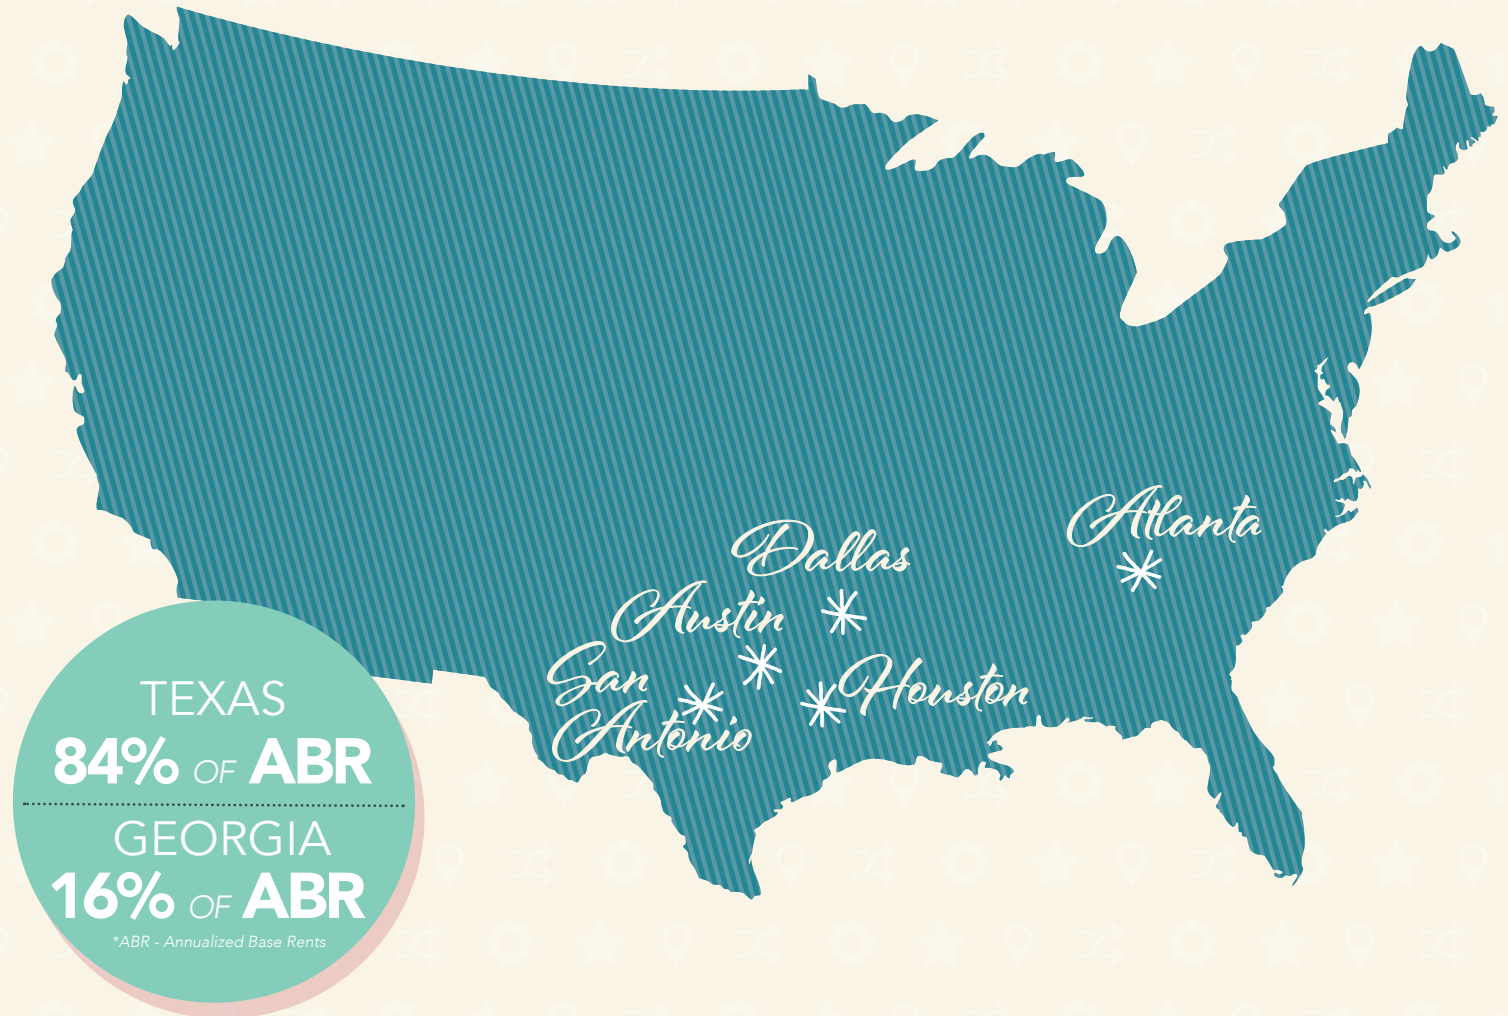 Atlanta
Dallas
Austin
San
Antonio
Houston
TEXAS
84% OF ABR
GEORGIA
16% OF ABR
*ABR - Annualized Base Rents